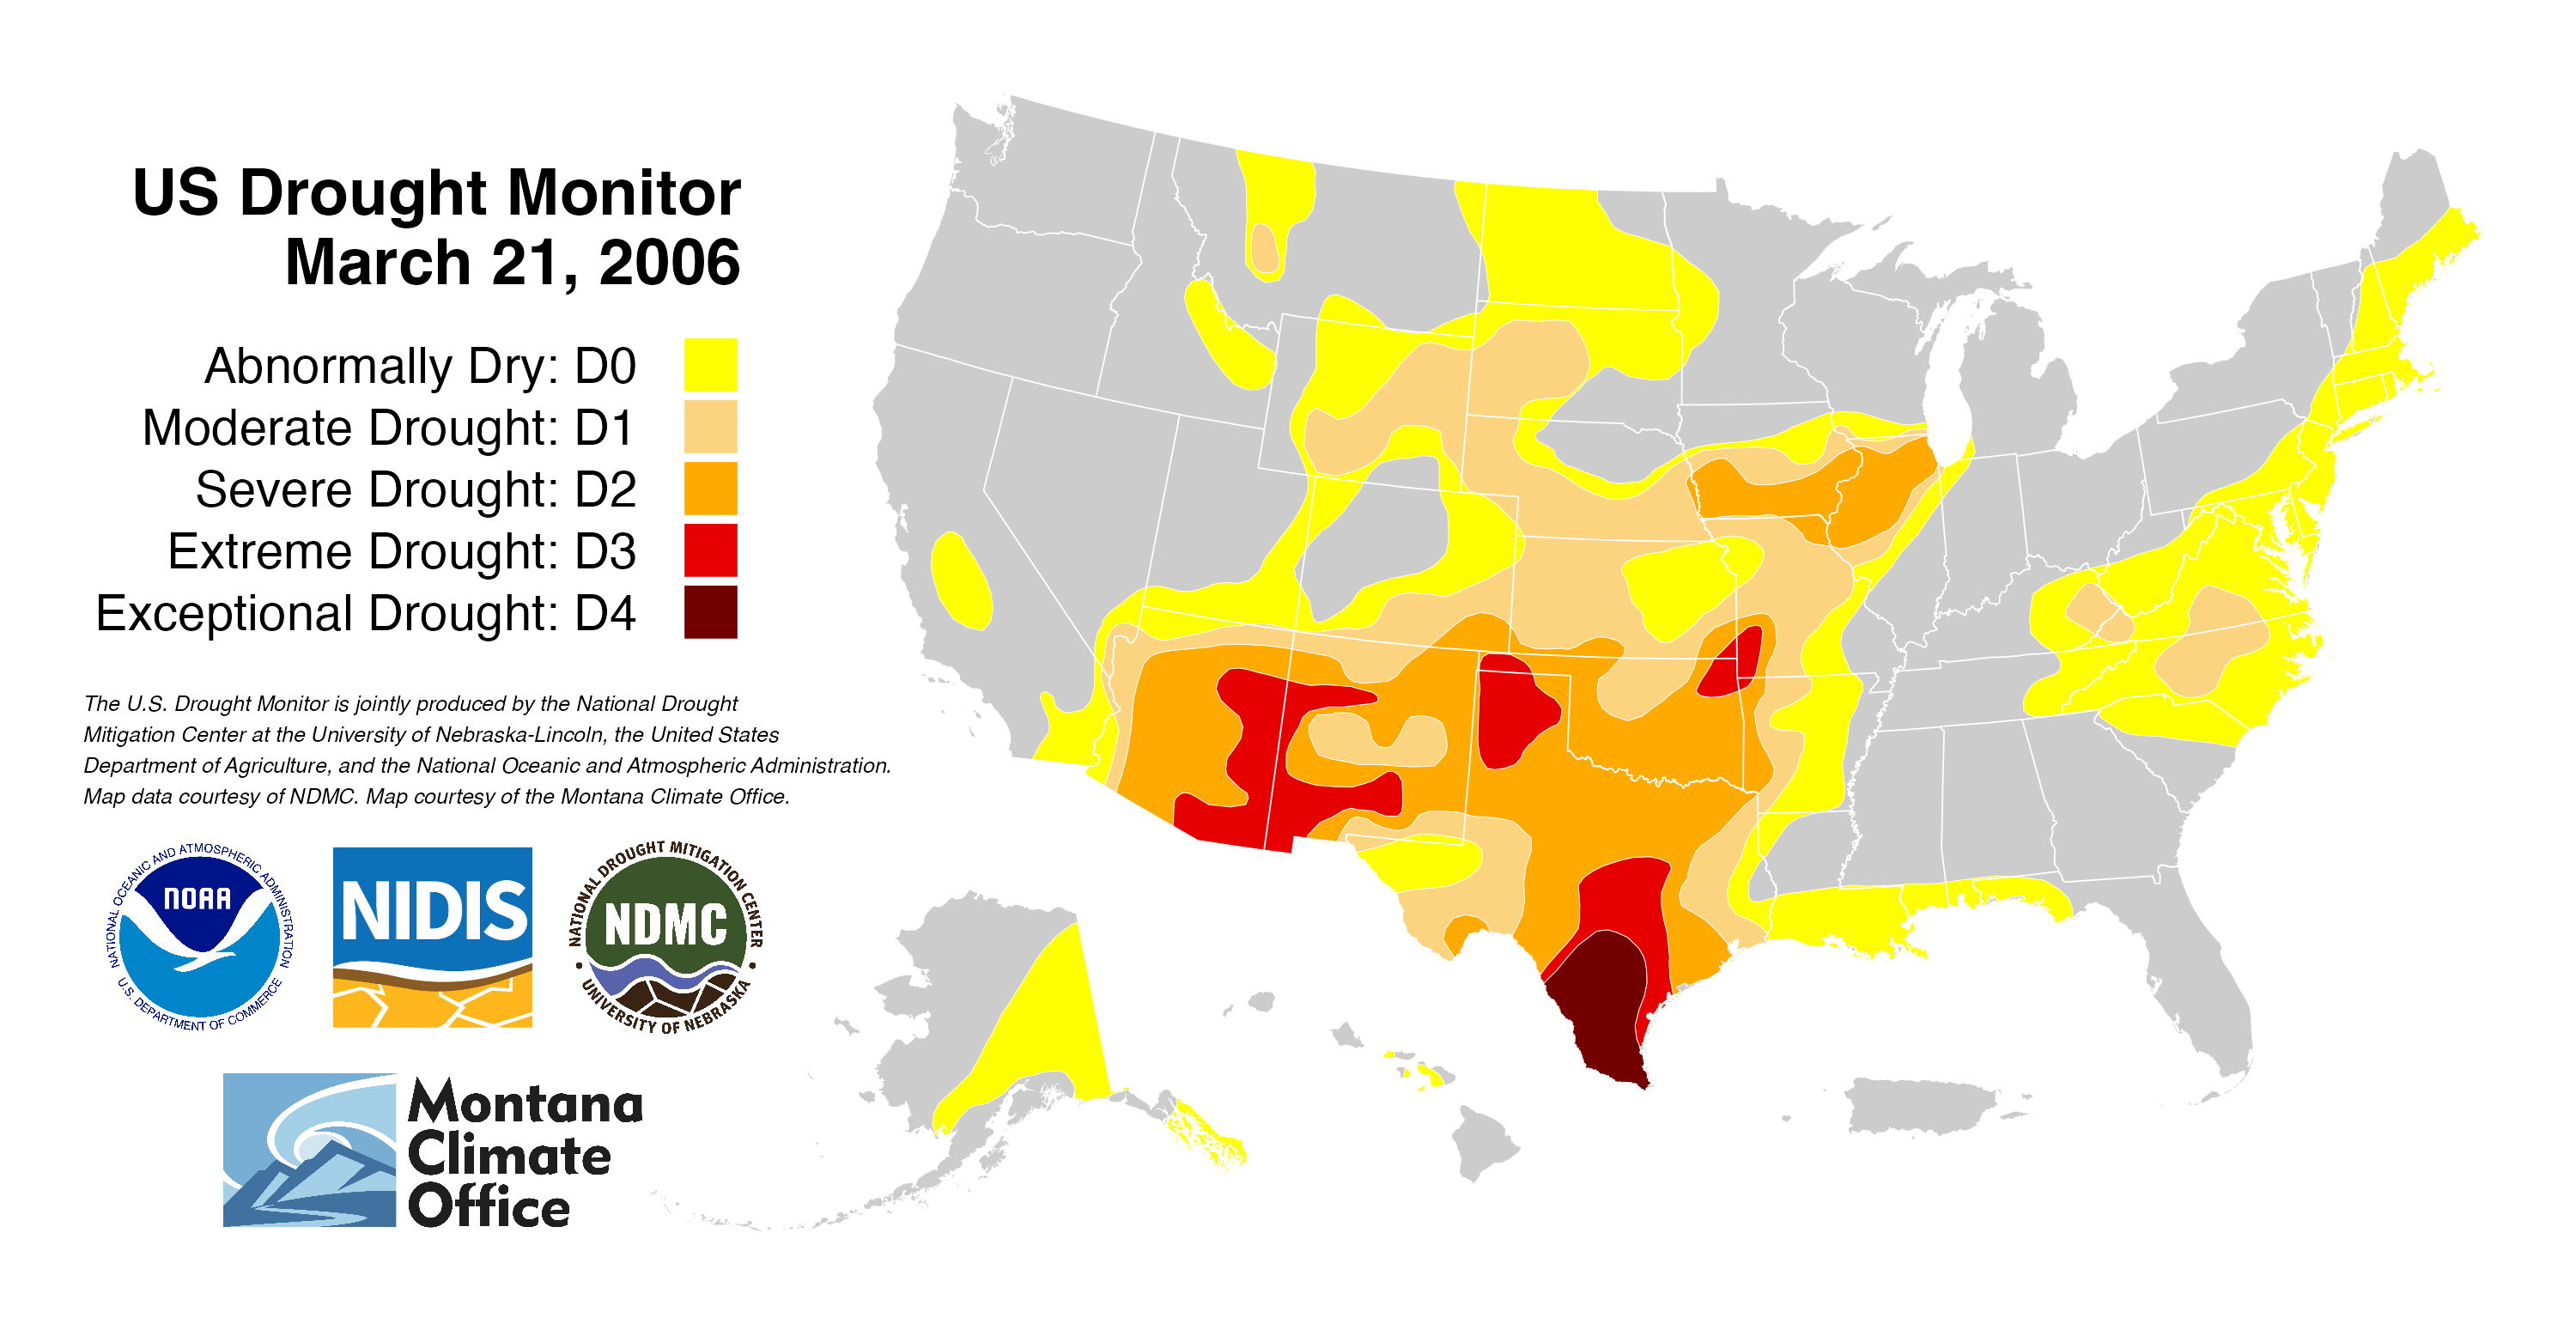 US Drought Monitor
March 21, 2006
Abnormally Dry: D0
Moderate Drought: D1
Severe Drought: D2
Extreme Drought: D3
Exceptional Drought: D4
The U.S. Drought Monitor is jointly produced by the National Drought
Mitigation Center at the University of Nebraska-Lincoln, the United States
Department of Agriculture, and the National Oceanic and Atmospheric Administration.
Map data courtesy of NDMC. Map courtesy of the Montana Climate Office.
NATIONAL OCEANIC AND ATMOSPHERIC ADMINISTRATION
NOAA
U.S. DEPARTMENT OF COMMERCE
NIDIS
NATIONAL DROUGHT MITIGATION CENTER
NDMC
UNIVERSITY OF NEBRASKA
Montana
Climate
Office